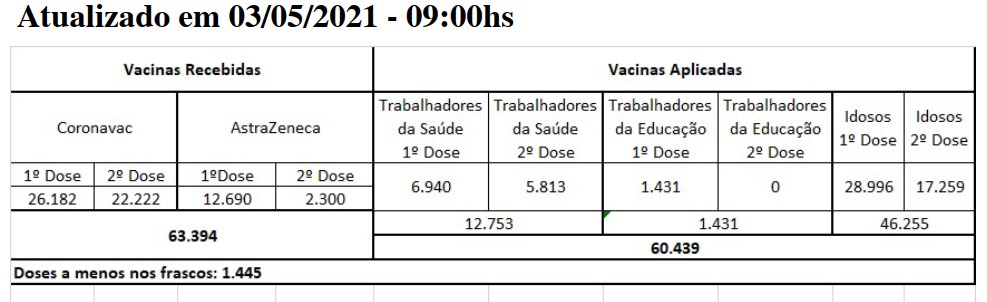 Atualizado em 03/05/2021 - 09:00hs
Vacinas Recebidas
Vacinas Aplicadas
Coronavac
AstraZeneca
Trabalhadores
da Saúde
1º Dose
Trabalhadores
da Saúde
2º Dose
Trabalhadores
da Educação
1º Dose
Trabalhadores
da Educação
2º Dose
Idosos
1º Dose
Idosos
2º Dose
1º Dose
2º Dose
1ºDose
2º Dose
26.182
22.222
12.690
2.300
6.940
5.813
1.431
0
28.996
17.259
63.394
12.753
1.431
46.255
60.439
Doses a menos nos frascos: 1.445